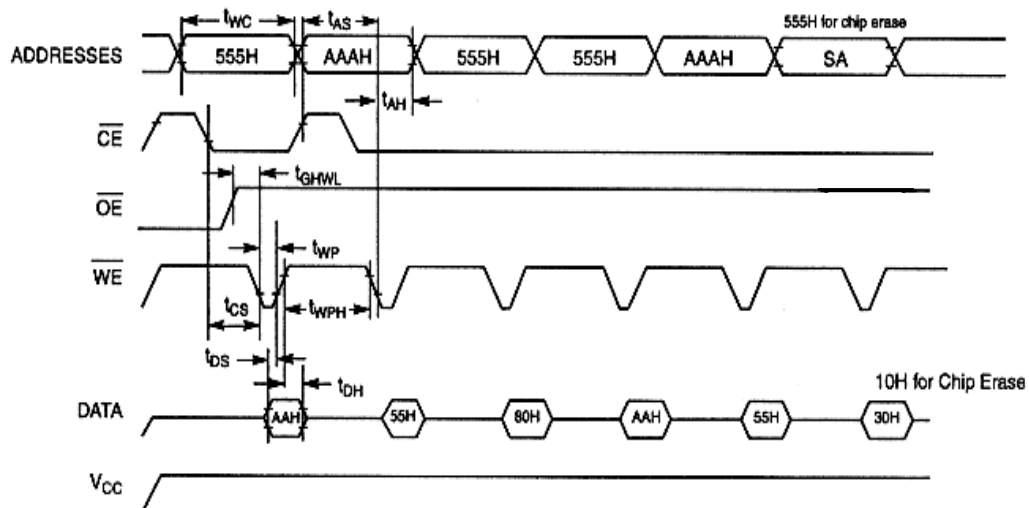 tWC
tAS
555H for chip erase
ADDRESSES
555H
AAAH
555H
555H
AAAH
SA
tAH
CE
tGHWL
OE
tWP
WE
tCS
tWPH
tDS
tDH
10H for Chip Erase
DATA
AAH
55H
80H
AAH
55H
30H
VCC